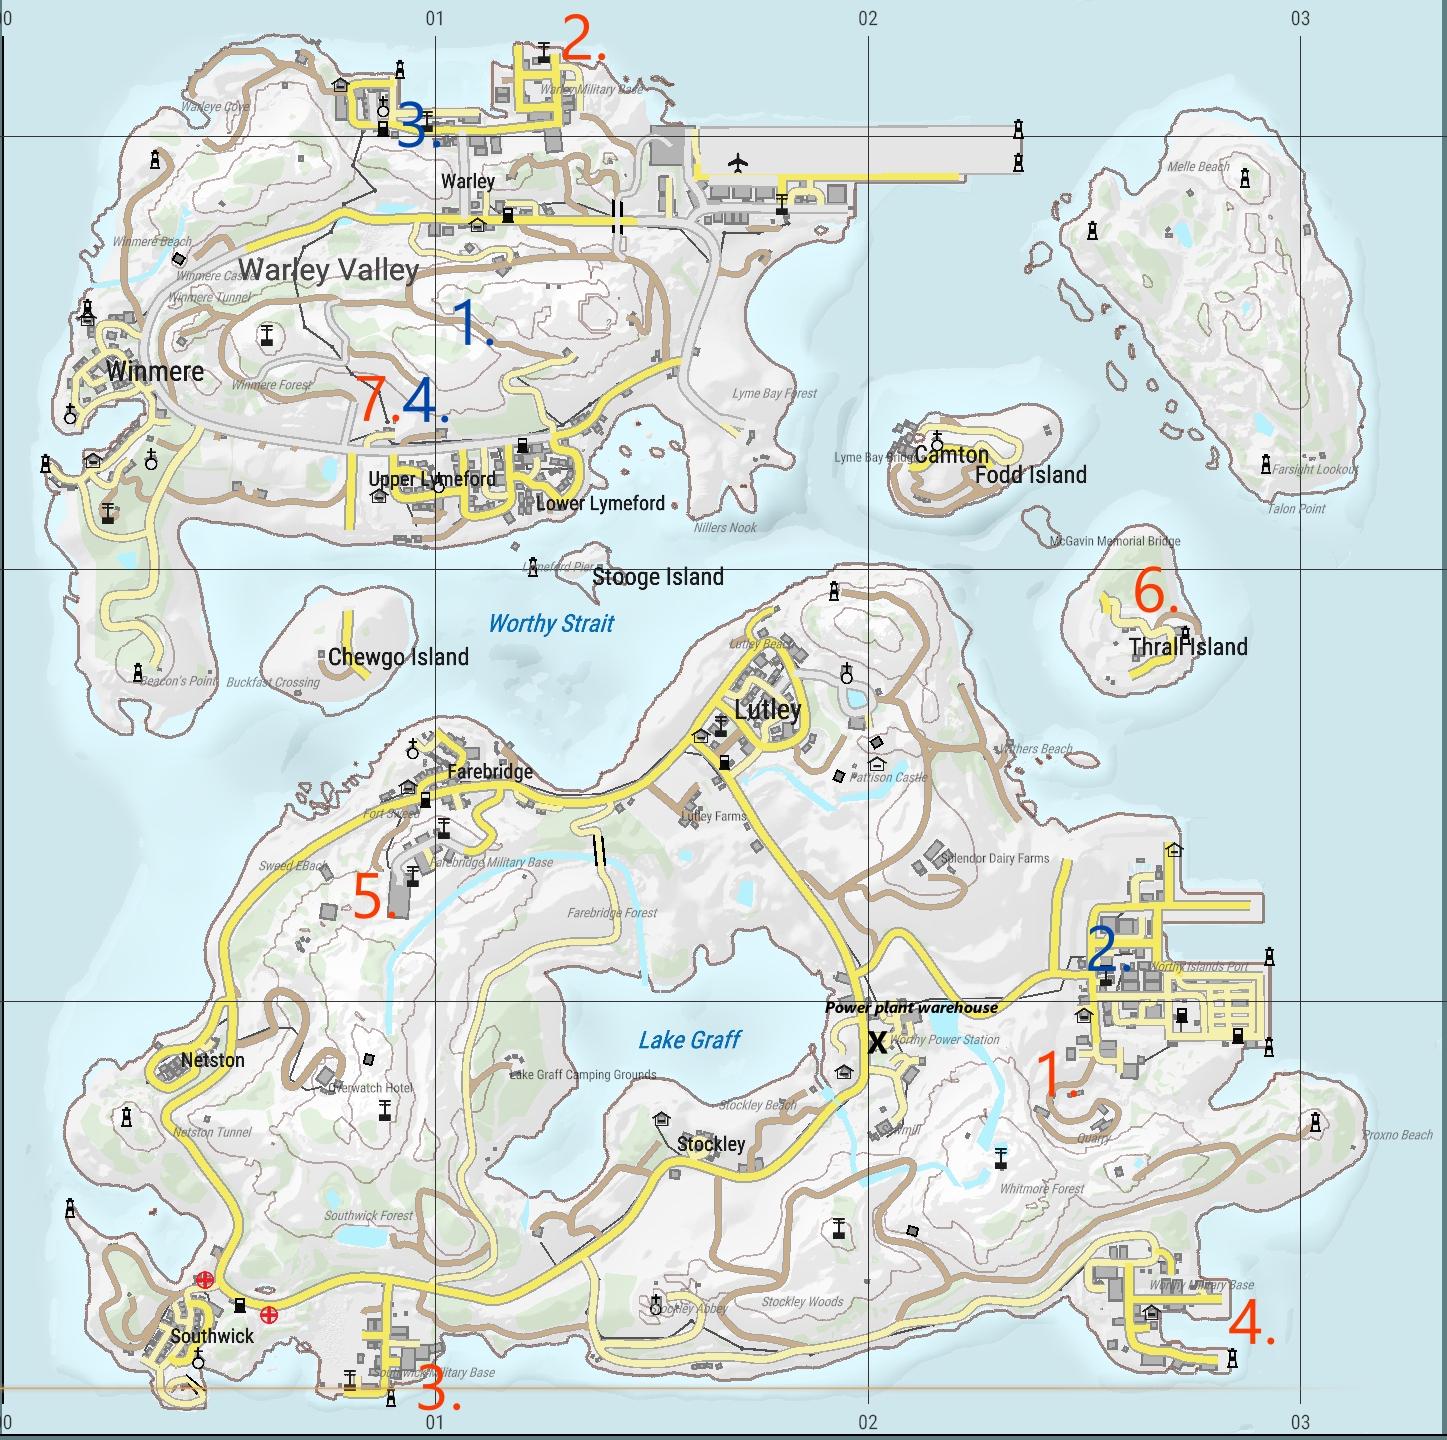 00
01
02
03
2.
Warley Military Base
Warleye Cove
3.
Melle Beach
Warley
Winmere Beach
Winmere Castle
Warley Valley
Winmere Tunnel
1.
Winmere
Winmere Forest
7.
4.
Lyme Bay Forest
Lyme Bay Bridge
Camton
Fodd Island
Farsight Lookout
Upper Lymeford
Lower Lymeford
Talon Point
Nillers Nook
McGavin Memorial Bridge
Lymeford Pier
Stooge Island
6.
Worthy Strait
Thrall Island
Lutley Beach
Chewgo Island
Beacon's Point
Buckfast Crossing
Lutley
Withers Beach
Farebridge
Pattison Castle
Fort Sweed
Lutley Farms
Sweed EBach
Farebridge Military Base
Splendor Dairy Farms
5.
Farebridge Forest
2.
Worthy Islands Port
Power plant warehouse
Lake Graff
X
Worthy Power Station
Netston
1.
Overwatch Hotel
Lake Graff Camping Grounds
Stockley Beach
Netston Tunnel
Stockley
Sawmill
Quarry
Proxno Beach
Whitmore Forest
Southwick Forest
Worthy Military Base
Stockley Abbey
Stockley Woods
4.
Southwick
Southwick Military Base
3.
00
01
02
03